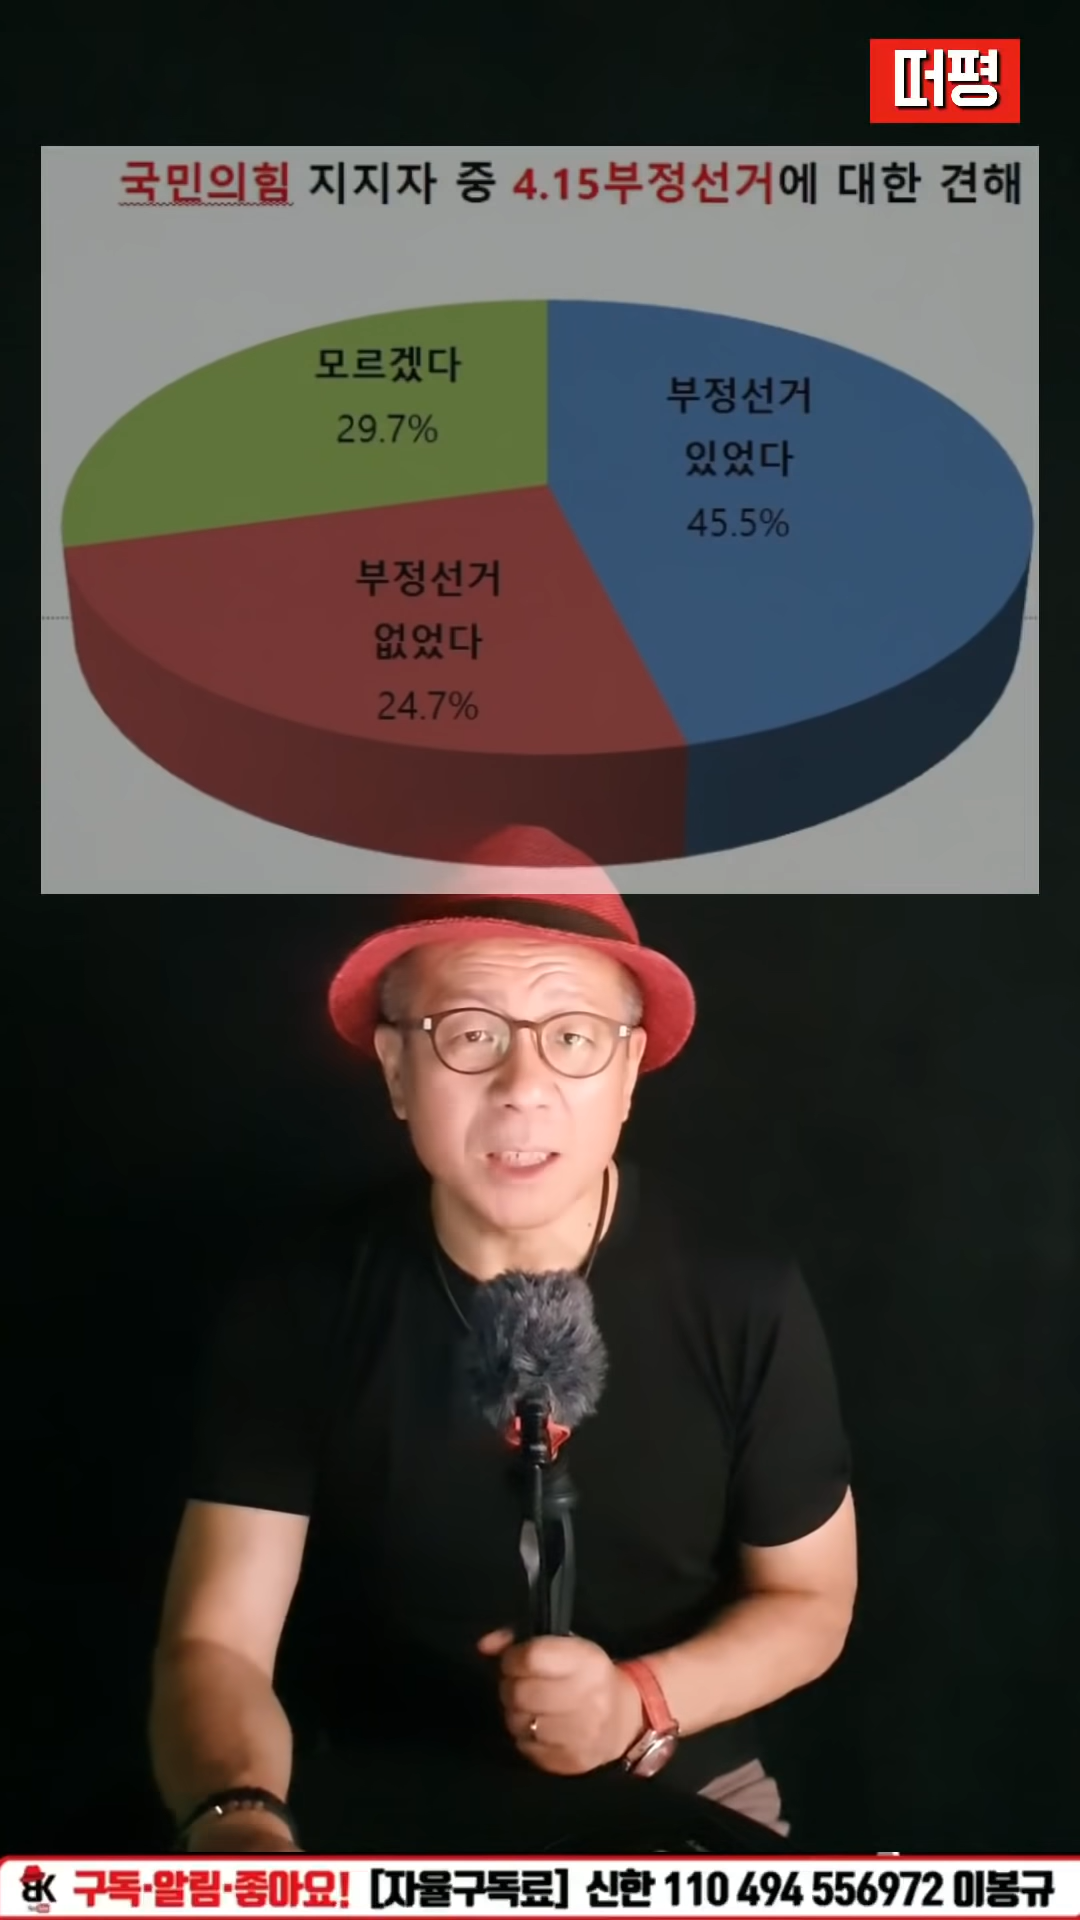 떠평
국민의힘 지지자 중 4.15부정선거에 대한 견해
모르겠다
29.7%
부정선거
있었다
45.5%
부정선거
없었다
24.7%
BK 구독·알림·좋아요! [자율구독료] 신한 110 494 556972 이봉규